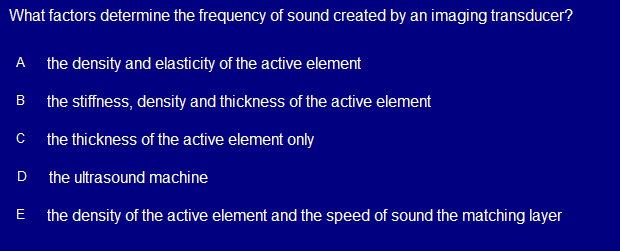 What factors determine the frequency of sound created by an imaging transducer?
A the density and elasticity of the active element
B the stiffness, density and thickness of the active element
C the thickness of the active element only
D the ultrasound machine
E the density of the active element and the speed of sound the matching layer